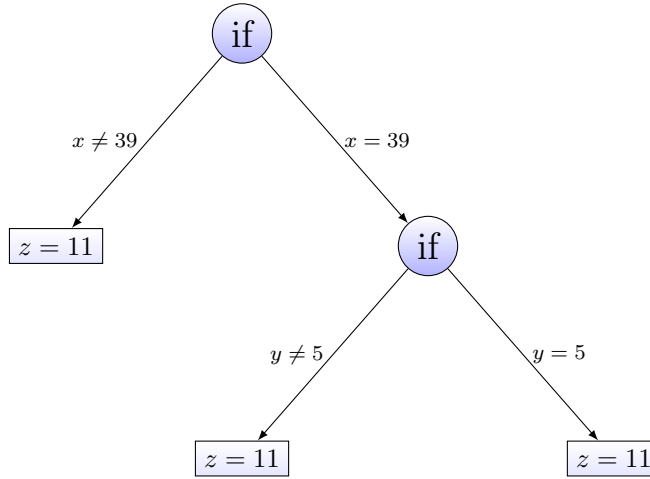 if
x ≠ 39
x = 39
z = 11
if
y ≠ 5
y = 5
z = 11
z = 11